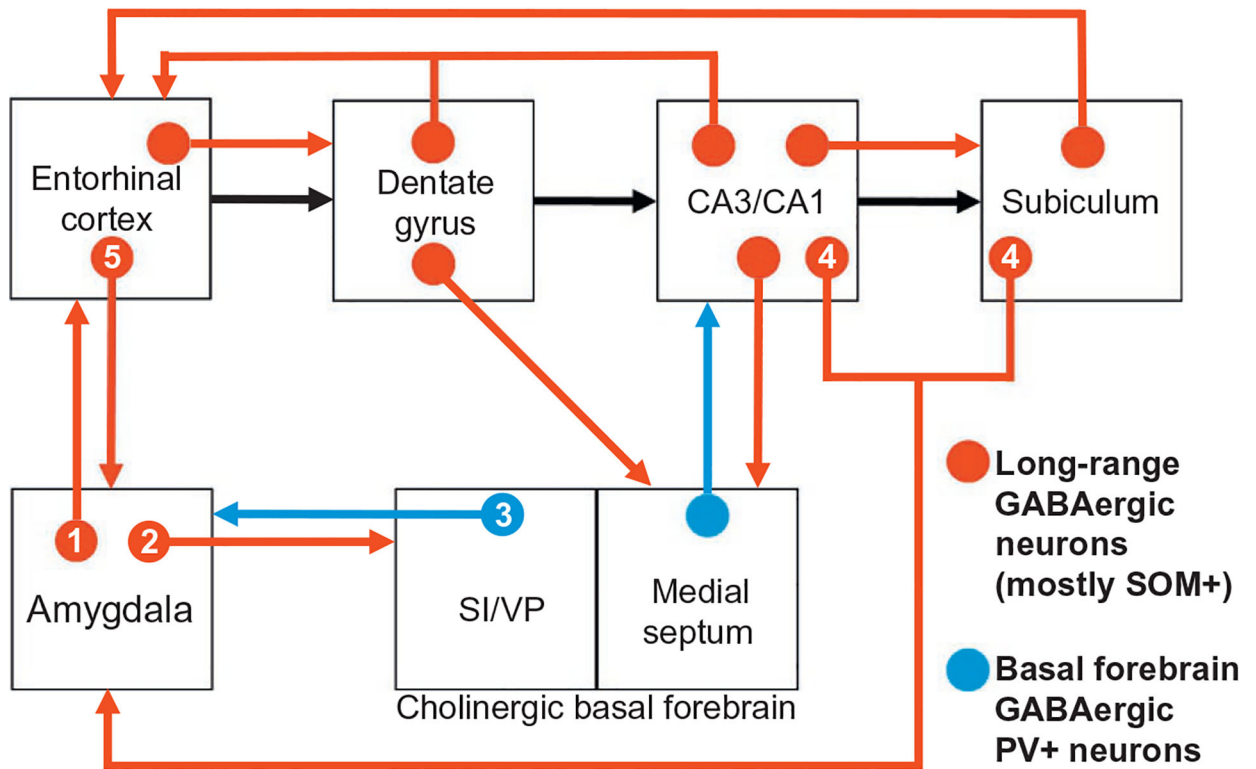 Entorhinal
cortex
5
Dentate
gyrus
CA3/CA1
4
Subiculum
4
1
2
Amygdala
3
SI/VP
Medial
septum
Cholinergic basal forebrain
Long-range
GABAergic
neurons
(mostly SOM+)
Basal forebrain
GABAergic
PV+ neurons